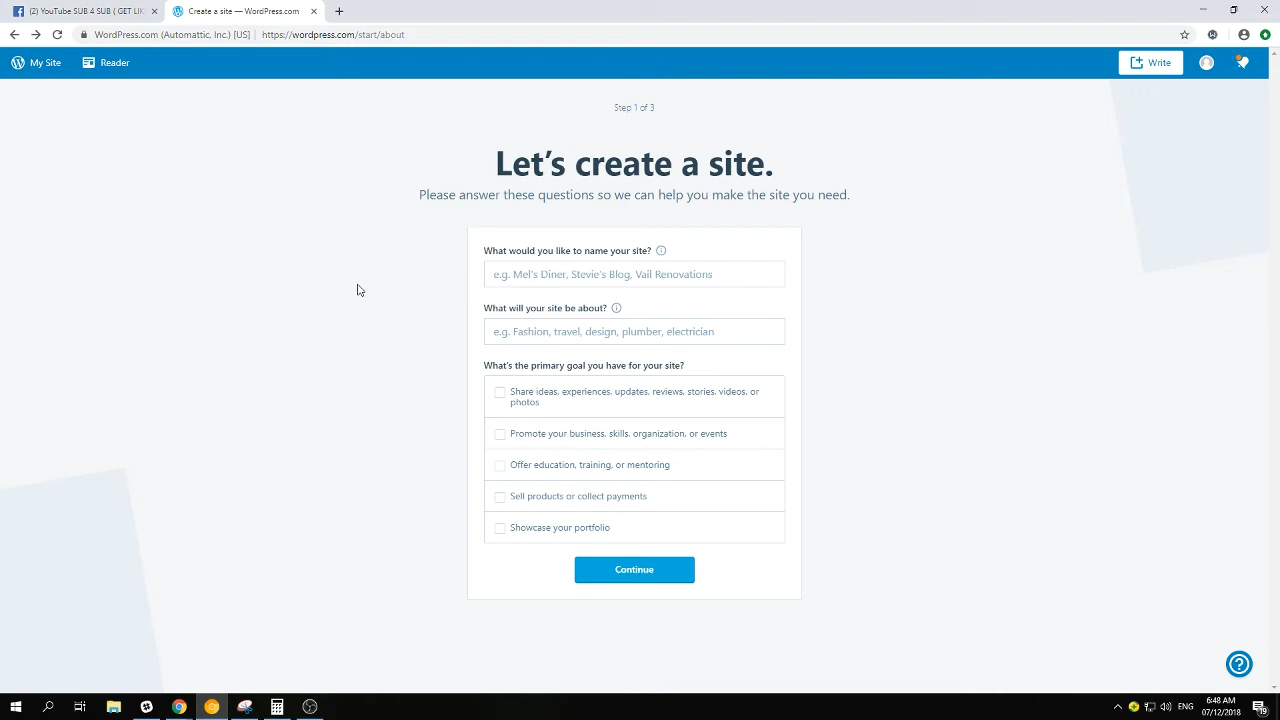 (2) YouTube SUB 4 SUB ( GET LIK
Create a site — WordPress.com
WordPress.com (Automattic, Inc.) [US] | https://wordpress.com/start/about
My Site
Reader
Write
Step 1 of 3
Let's create a site.
Please answer these questions so we can help you make the site you need.
What would you like to name your site?
e.g. Mel's Diner, Stevie's Blog, Vail Renovations
What will your site be about?
e.g. Fashion, travel, design, plumber, electrician
What's the primary goal you have for your site?
Share ideas, experiences, updates, reviews, stories, videos, or
photos
Promote your business, skills, organization, or events
Offer education, training, or mentoring
Sell products or collect payments
Showcase your portfolio
Continue
ENG
6:48 AM
07/12/2018